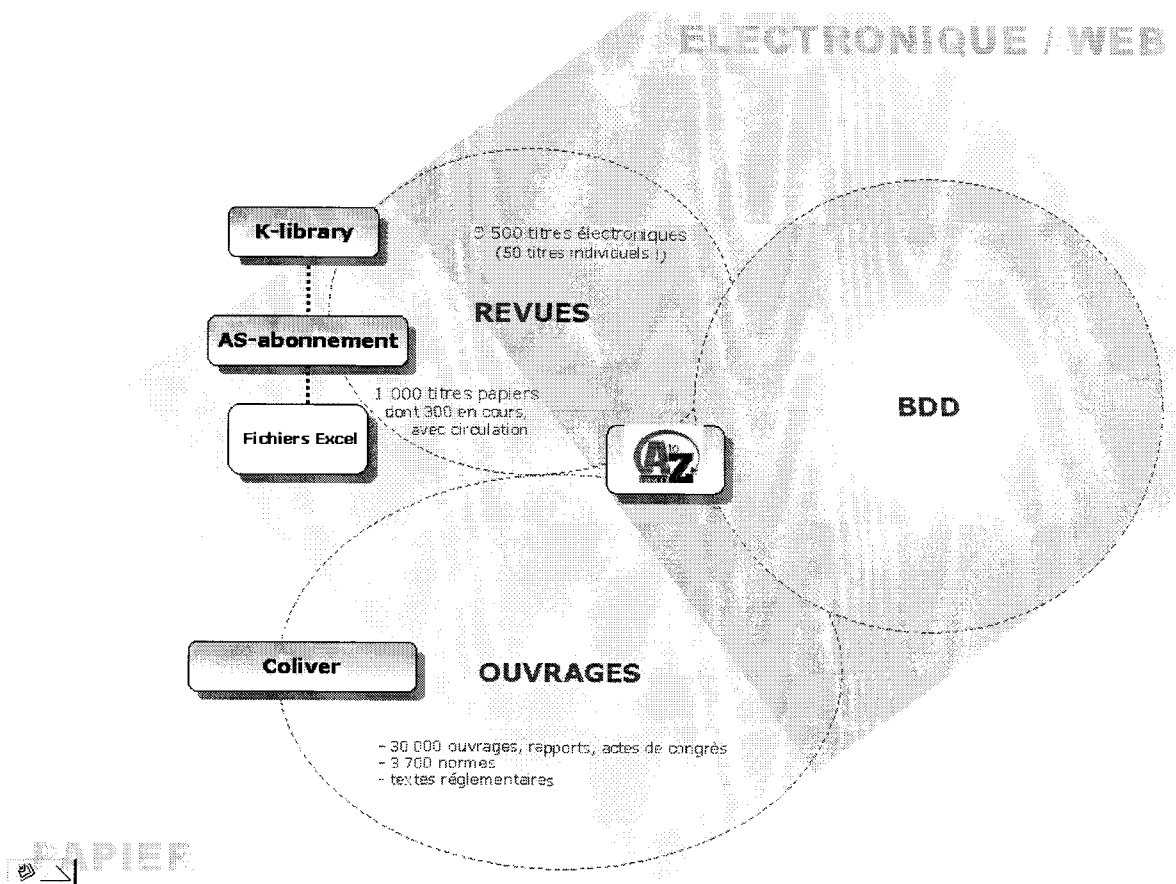 ELECTRONIQUE / WEB
K-library
500 titres électroniques
(50 titres individuels !)
REVUES
AS-abonnement
1 000 titres papiers
dont 300 en cours,
avec circulation
Fichiers Excel
BDD
A to Z
Coliver
OUVRAGES
- 30 000 ouvrages, rapports, actes de congrès
- 3 700 normes
- textes réglementaires
PAPIER